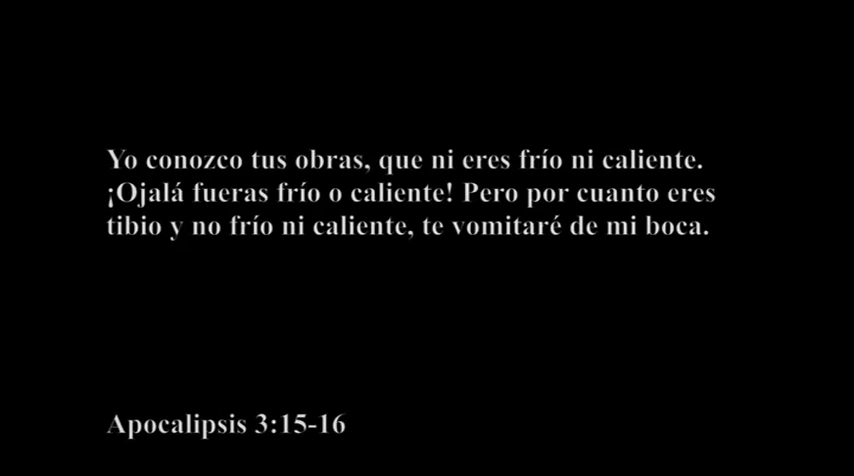 Yo conozco tus obras, que ni eres frío ni caliente.
¡Ojalá fueras frío o caliente! Pero por cuanto eres
tibio y no frío ni caliente, te vomitaré de mi boca.
Apocalipsis 3:15-16